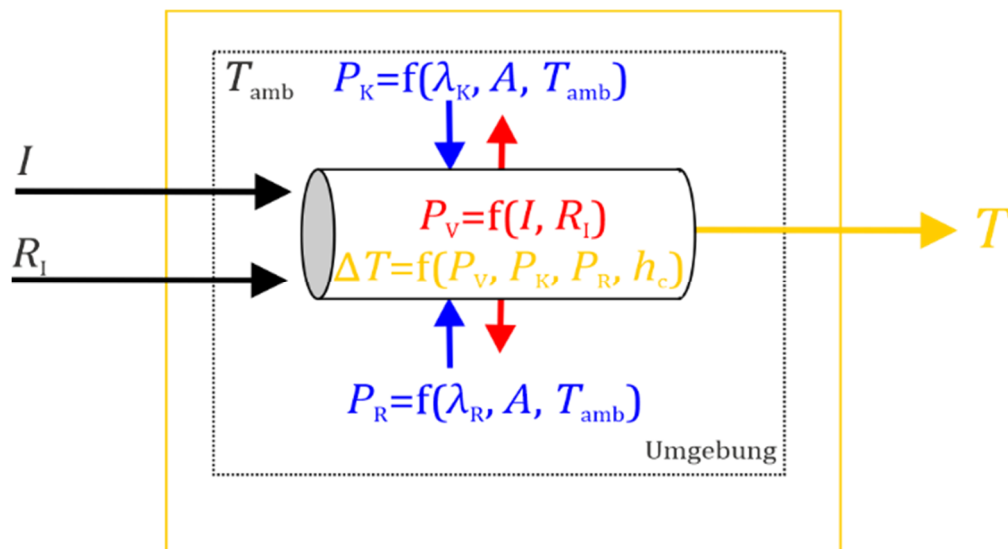 T_amb P_K=f(λ_K, A, T_amb)
I
P_V=f(I, R_I)
T
R_I
ΔT=f(P_V, P_K, P_R, h_c)
P_R=f(λ_R, A, T_amb)
Umgebung